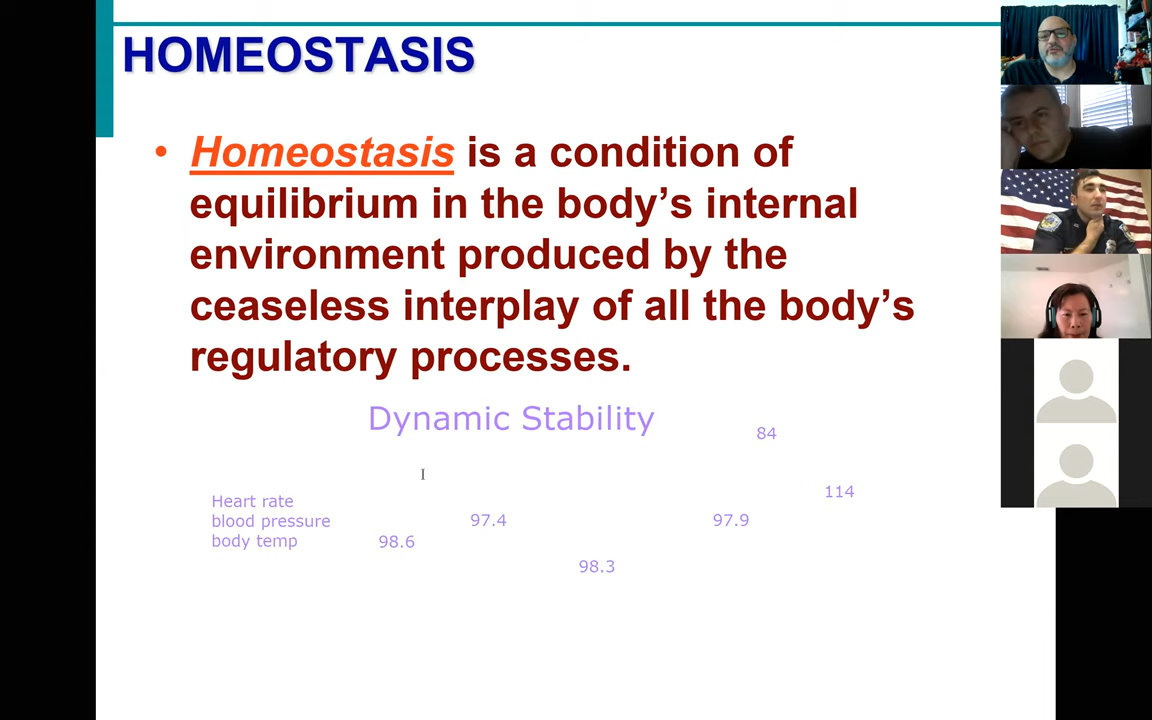 HOMEOSTASIS
• Homeostasis is a condition of
equilibrium in the body’s internal
environment produced by the
ceaseless interplay of all the body’s
regulatory processes.
Dynamic Stability
84
114
Heart rate
blood pressure
97.4
97.9
body temp
98.6
98.3